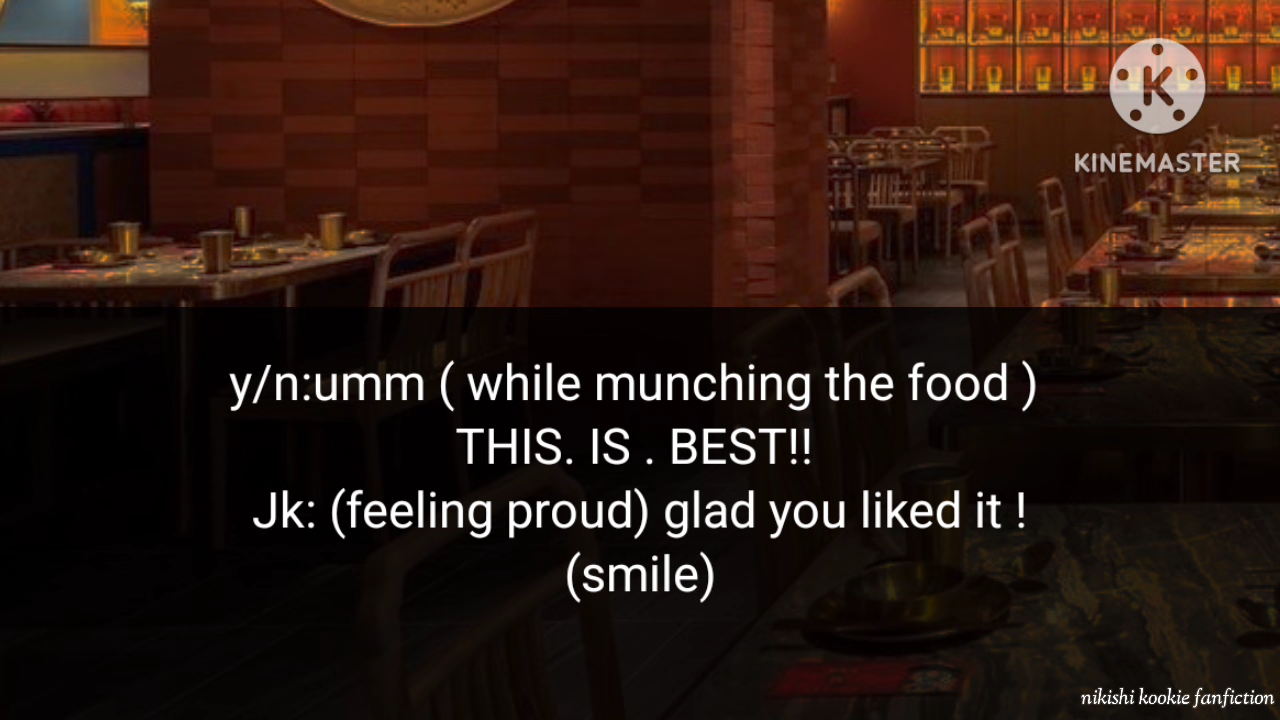 K
KINEMASTER
y/n:umm ( while munching the food )
THIS. IS . BEST!!
Jk: (feeling proud) glad you liked it !
(smile)
nikishi kookie fanfiction